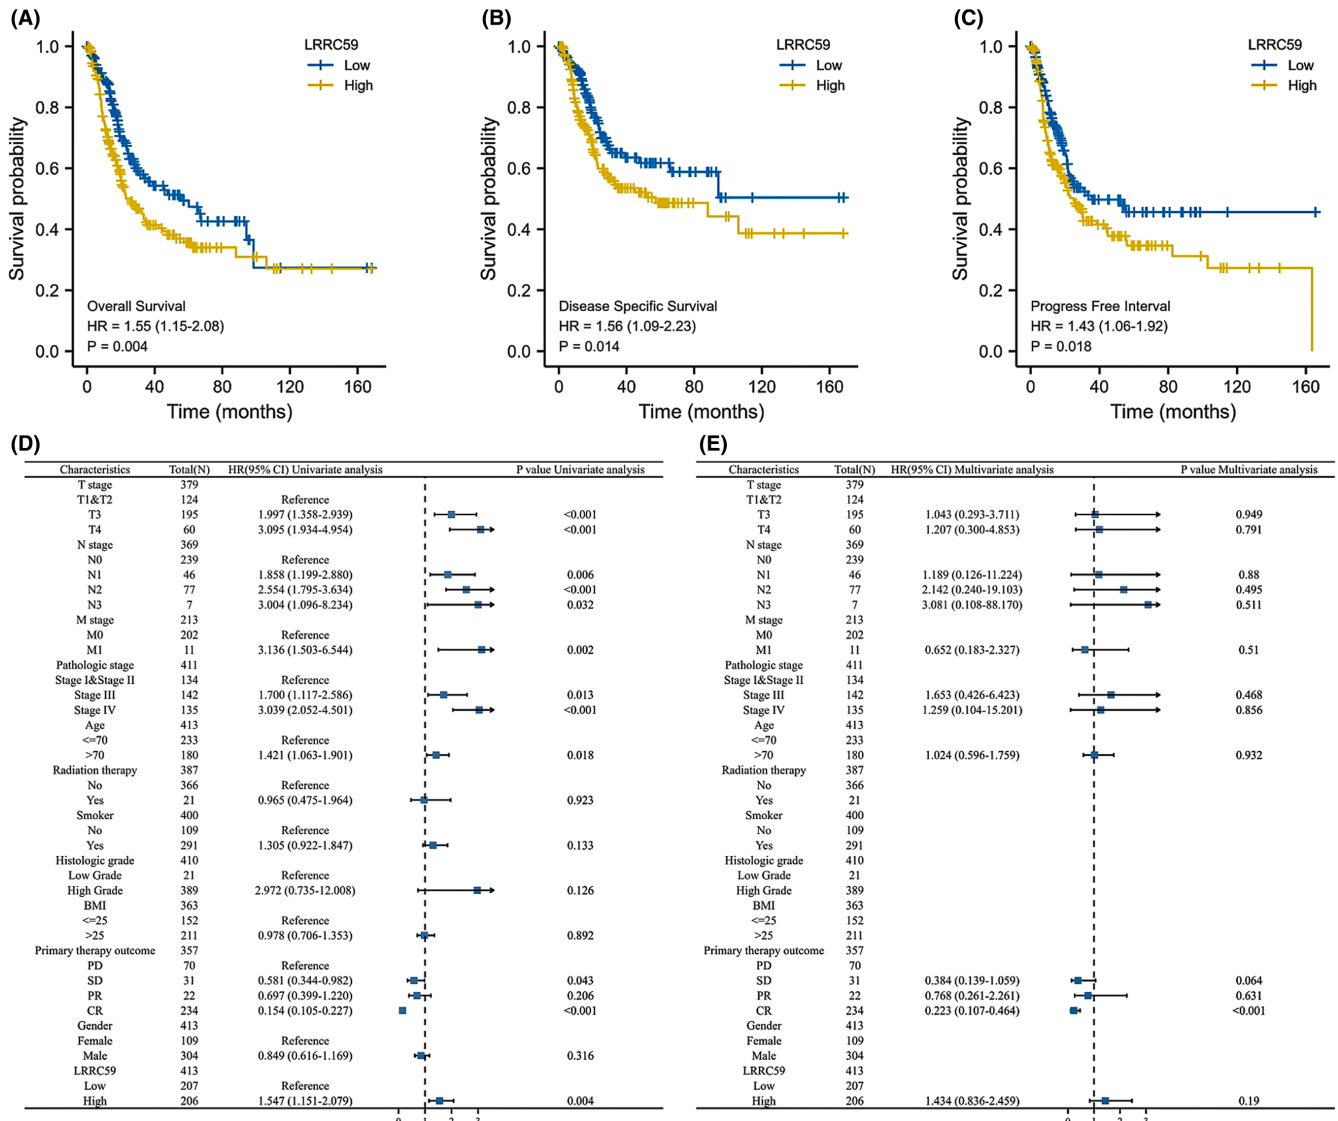 (A)
LRRC59
Low
High
1.0
0.8
0.6
0.4
0.2
0.0
Survival probability
Overall Survival
HR = 1.55 (1.15-2.08)
P = 0.004
0 40 80 120 160
Time (months)
(B)
LRRC59
Low
High
1.0
0.8
0.6
0.4
0.2
0.0
Survival probability
Disease Specific Survival
HR = 1.56 (1.09-2.23)
P = 0.014
0 40 80 120 160
Time (months)
(C)
LRRC59
Low
High
1.0
0.8
0.6
0.4
0.2
0.0
Survival probability
Progress Free Interval
HR = 1.43 (1.06-1.92)
P = 0.018
0 40 80 120 160
Time (months)
(D)
Characteristics Total(N) HR(95% CI) Univariate analysis P value Univariate analysis
T stage 379
T1&T2 124 Reference
T3 195 1.997 (1.358-2.939) <0.001
T4 60 3.095 (1.934-4.954) <0.001
N stage 369
N0 239 Reference
N1 46 1.858 (1.199-2.880) 0.006
N2 77 2.554 (1.795-3.634) <0.001
N3 7 3.004 (1.096-8.234) 0.032
M stage 213
M0 202 Reference
M1 11 3.136 (1.503-6.544) 0.002
Pathologic stage 411
Stage I&Stage II 134 Reference
Stage III 142 1.700 (1.117-2.586) 0.013
Stage IV 135 3.039 (2.052-4.501) <0.001
Age 413
<=70 233 Reference
>70 180 1.421 (1.063-1.901) 0.018
Radiation therapy 387
No 366 Reference
Yes 21 0.965 (0.475-1.964) 0.923
Smoker 400
No 109 Reference
Yes 291 1.305 (0.922-1.847) 0.133
Histologic grade 410
Low Grade 21 Reference
High Grade 389 2.972 (0.735-12.008) 0.126
BMI 363
<=25 152 Reference
>25 211 0.978 (0.706-1.353) 0.892
Primary therapy outcome 357
PD 70 Reference
SD 31 0.581 (0.344-0.982) 0.043
PR 22 0.697 (0.399-1.220) 0.206
CR 234 0.154 (0.105-0.227) <0.001
Gender 413
Female 109 Reference
Male 304 0.849 (0.616-1.169) 0.316
LRRC59 413
Low 207 Reference
High 206 1.547 (1.151-2.079) 0.004
0 1 2 3
(E)
Characteristics Total(N) HR(95% CI) Multivariate analysis P value Multivariate analysis
T stage 379
T1&T2 124
T3 195 1.043 (0.293-3.711) 0.949
T4 60 1.207 (0.300-4.853) 0.791
N stage 369
N0 239
N1 46 1.189 (0.126-11.224) 0.88
N2 77 2.142 (0.240-19.103) 0.495
N3 7 3.081 (0.108-88.170) 0.511
M stage 213
M0 202
M1 11 0.652 (0.183-2.327) 0.51
Pathologic stage 411
Stage I&Stage II 134
Stage III 142 1.653 (0.426-6.423) 0.468
Stage IV 135 1.259 (0.104-15.201) 0.856
Age 413
<=70 233
>70 180 1.024 (0.596-1.759) 0.932
Radiation therapy 387
No 366
Yes 21
Smoker 400
No 109
Yes 291
Histologic grade 410
Low Grade 21
High Grade 389
BMI 363
<=25 152
>25 211
Primary therapy outcome 357
PD 70
SD 31 0.384 (0.139-1.059) 0.064
PR 22 0.768 (0.261-2.261) 0.631
CR 234 0.223 (0.107-0.464) <0.001
Gender 413
Female 109
Male 304
LRRC59 413
Low 207
High 206 1.434 (0.836-2.459) 0.19
0 1 2 3